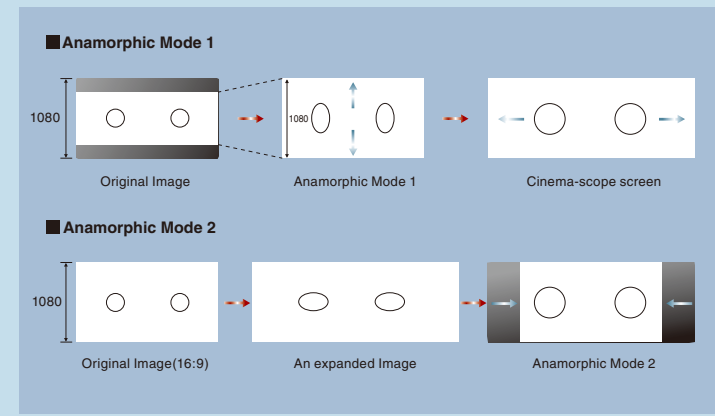 Anamorphic Mode 1
1080
1080
Original Image
Anamorphic Mode 1
Cinema-scope screen
Anamorphic Mode 2
1080
Original Image(16:9)
An expanded Image
Anamorphic Mode 2